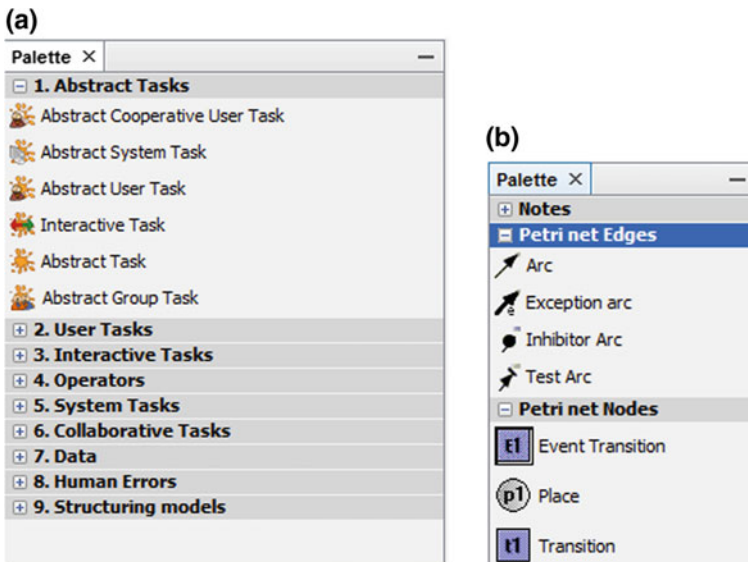 (a)
Palette ×
1. Abstract Tasks
Abstract Cooperative User Task
Abstract System Task
Abstract User Task
Interactive Task
Abstract Task
Abstract Group Task
2. User Tasks
3. Interactive Tasks
4. Operators
5. System Tasks
6. Collaborative Tasks
7. Data
8. Human Errors
9. Structuring models
(b)
Palette ×
Notes
Petri net Edges
Arc
e Exception arc
Inhibitor Arc
Test Arc
Petri net Nodes
t1 Event Transition
p1 Place
t1 Transition